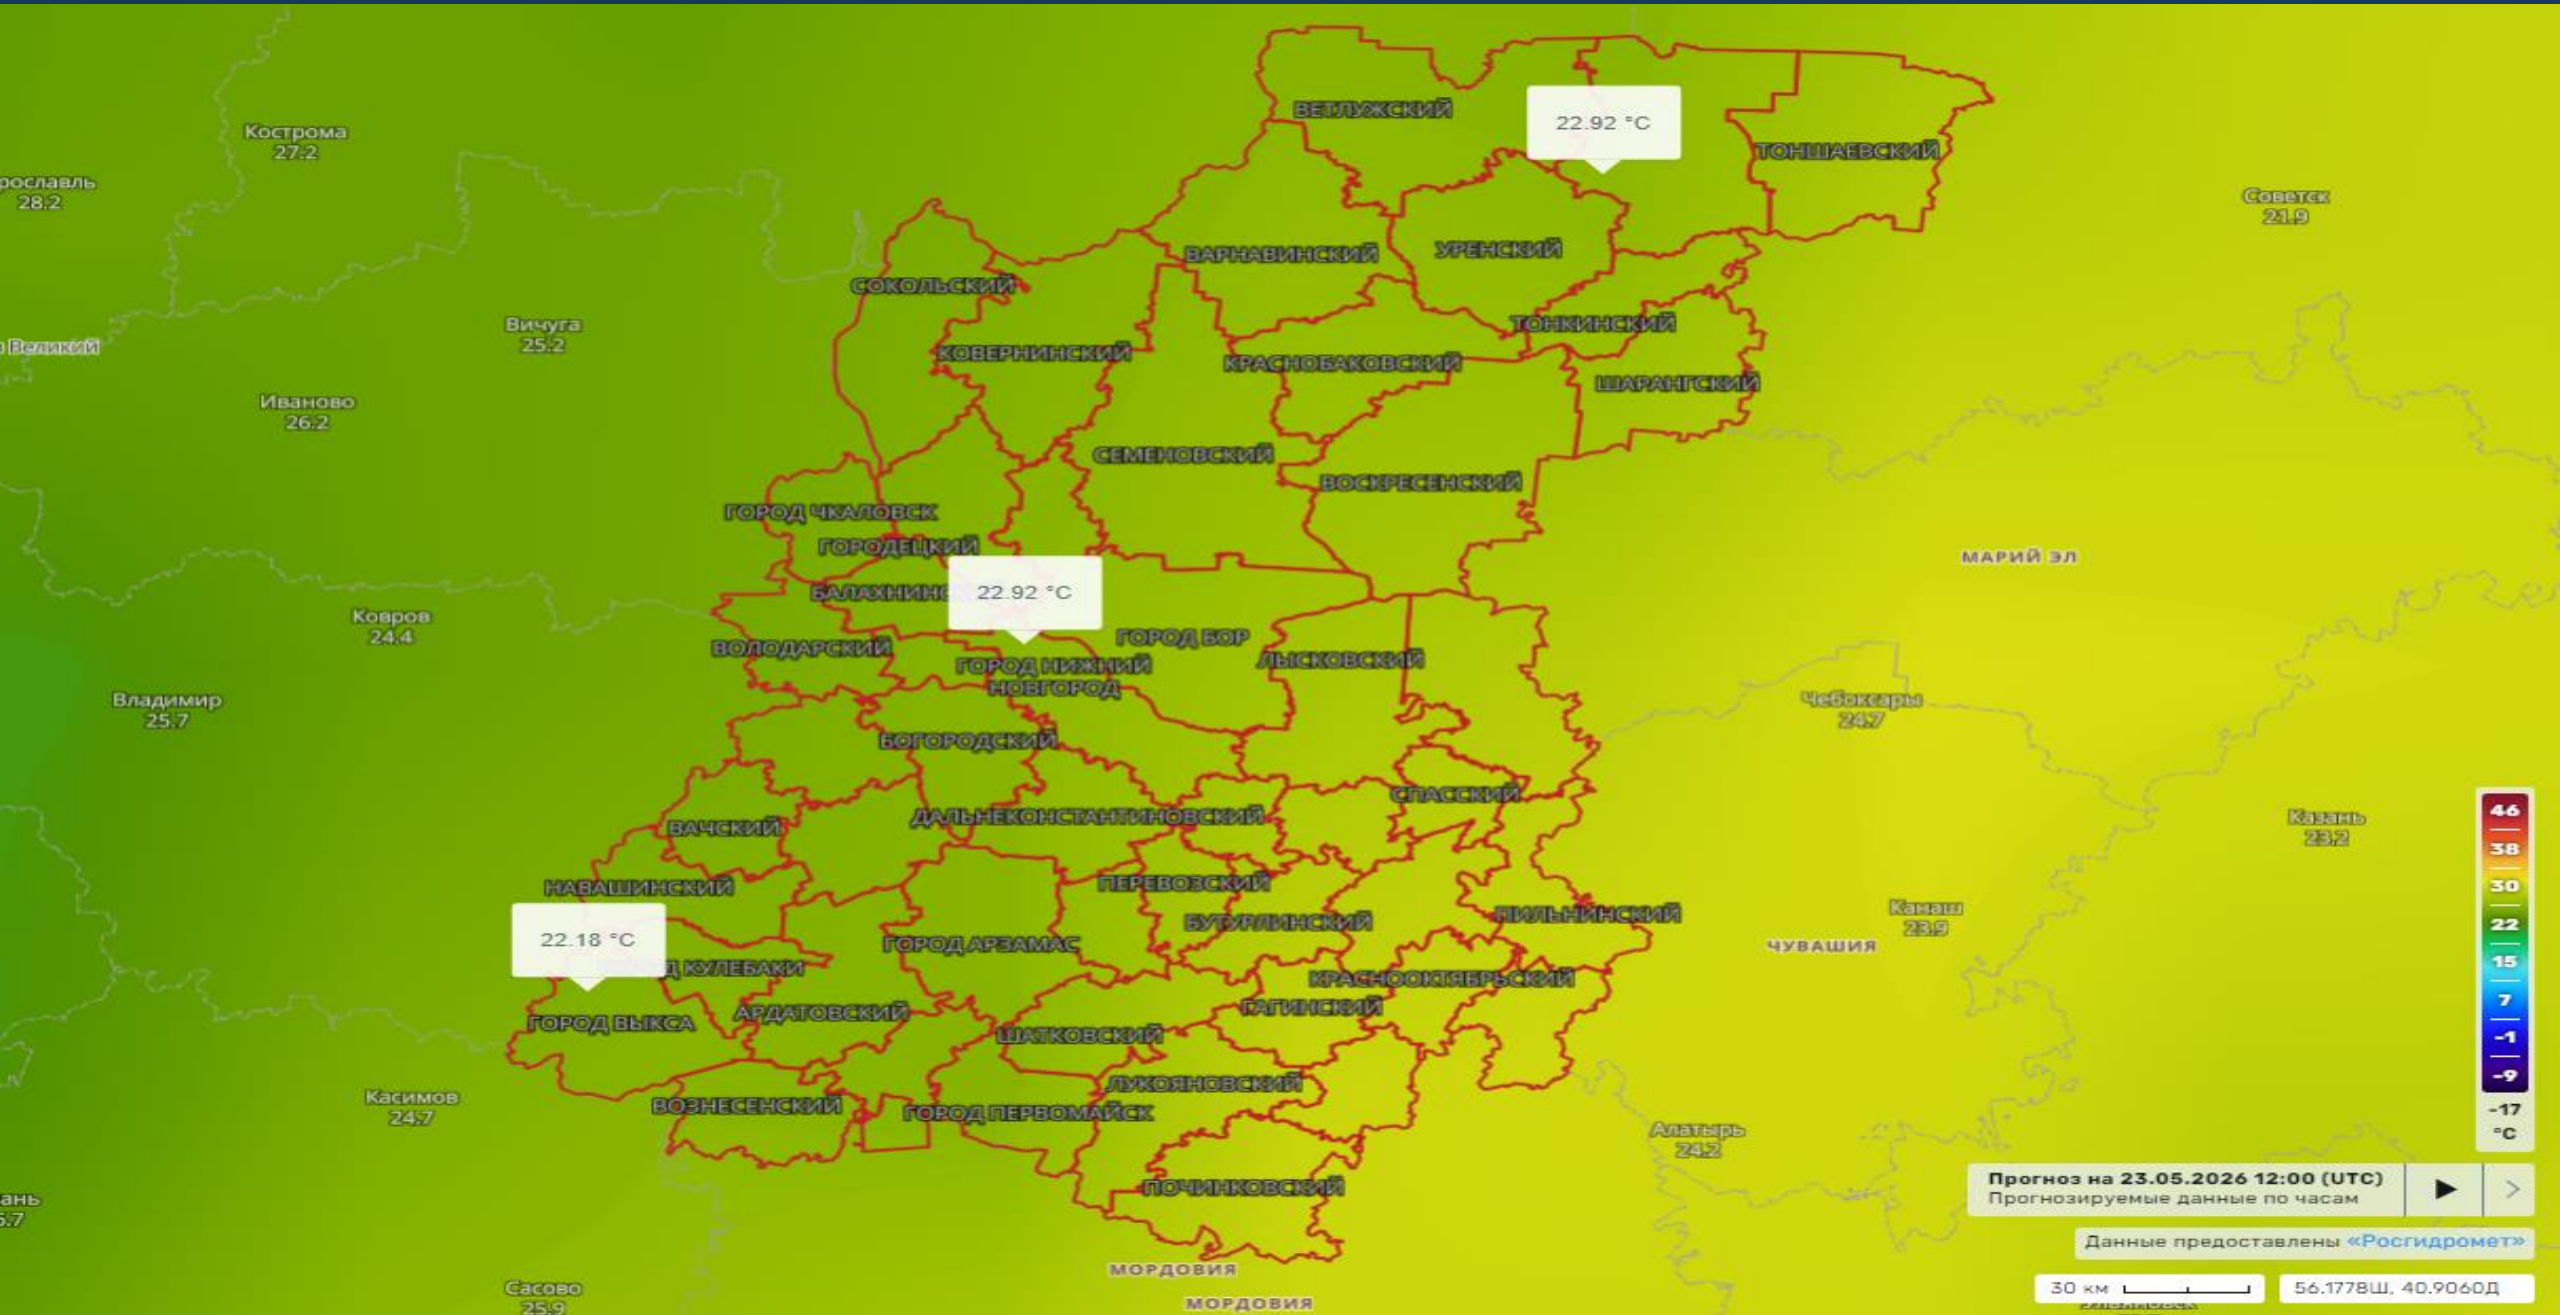 Кострома
27.2
28.2
ВЕТЛУЖСКИЙ
22.92 °C
ТОНШАЕВСКИЙ
Советск
21.9
ВАРНАВИНСКИЙ
УРЕНСКИЙ
СОКОЛЬСКИЙ
Вичуга
25.2
Великий
КОВЕРНИНСКИЙ
КРАСНОБАКОВСКИЙ
ТОНКИНСКИЙ
ШАРАНГСКИЙ
Иваново
26.2
СЕМЕНОВСКИЙ
ВОСКРЕСЕНСКИЙ
ГОРОД ЧКАЛОВСК
ГОРОДЕЦКИЙ
22.92 °C
МАРИЙ ЭЛ
Ковров
24.4
ВОЛОДАРСКИЙ
ГОРОД БОР
ГОРОД НИЖНИЙ
НОВГОРОД
ЛЫСКОВСКИЙ
Владимир
25.7
Чебоксары
24.7
БОГОРОДСКИЙ
СПАССКИЙ
ВАЧСКИЙ
ДАЛЬНЕКОНСТАНТИНОВСКИЙ
Казань
23.2
НАВАШИНСКИЙ
ПЕРЕВОЗСКИЙ
БУТУРЛИНСКИЙ
ПИЛЬНИНСКИЙ
Канаш
23.9
22.18 °C
КУЛЕБАКИ
ГОРОД АРЗАМАС
ЧУВАШИЯ
КРАСНООКТЯБРЬСКИЙ
ГАГИНСКИЙ
ГОРОД ВЫКСА
АРДАТОВСКИЙ
ШАТКОВСКИЙ
ЛУКОЯНОВСКИЙ
Касимов
24.7
ВОЗНЕСЕНСКИЙ
ГОРОД ПЕРВОМАЙСК
Алатырь
24.2
ПОЧИНКОВСКИЙ
МОРДОВИЯ
МОРДОВИЯ
Сасово
25.9
46
38
30
22
15
7
-1
-9
-17
°C
Прогноз на 23.05.2026 12:00 (UTC)
Прогнозируемые данные по часам
Данные предоставлены «Росгидромет»
30 км
56.1778Ш, 40.9060Д